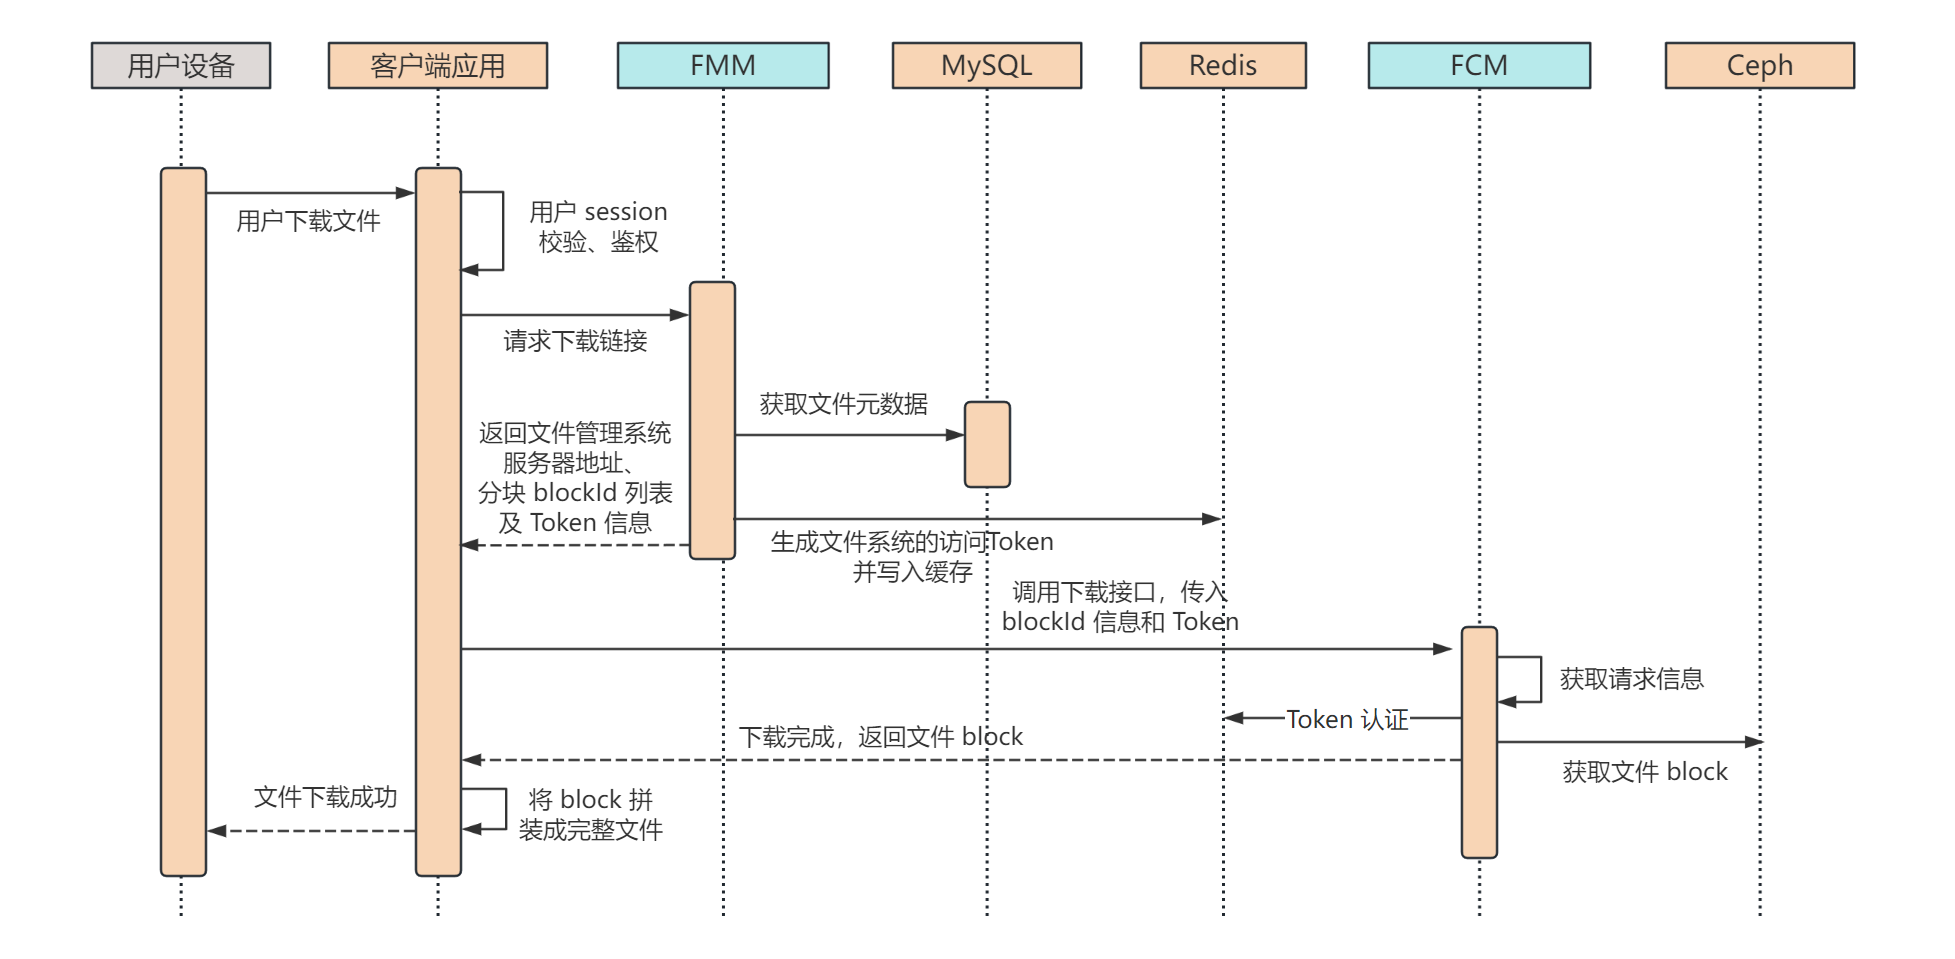 用户设备
客户端应用
FMM
MySQL
Redis
FCM
Ceph
用户下载文件
用户 session
校验、鉴权
请求下载链接
获取文件元数据
返回文件管理系统
服务器地址、
分块 blockId 列表
及 Token 信息
生成文件系统的访问Token
并写入缓存
调用下载接口，传入
blockId 信息和 Token
获取请求信息
Token 认证
下载完成，返回文件 block
获取文件 block
文件下载成功
将 block 拼
装成完整文件